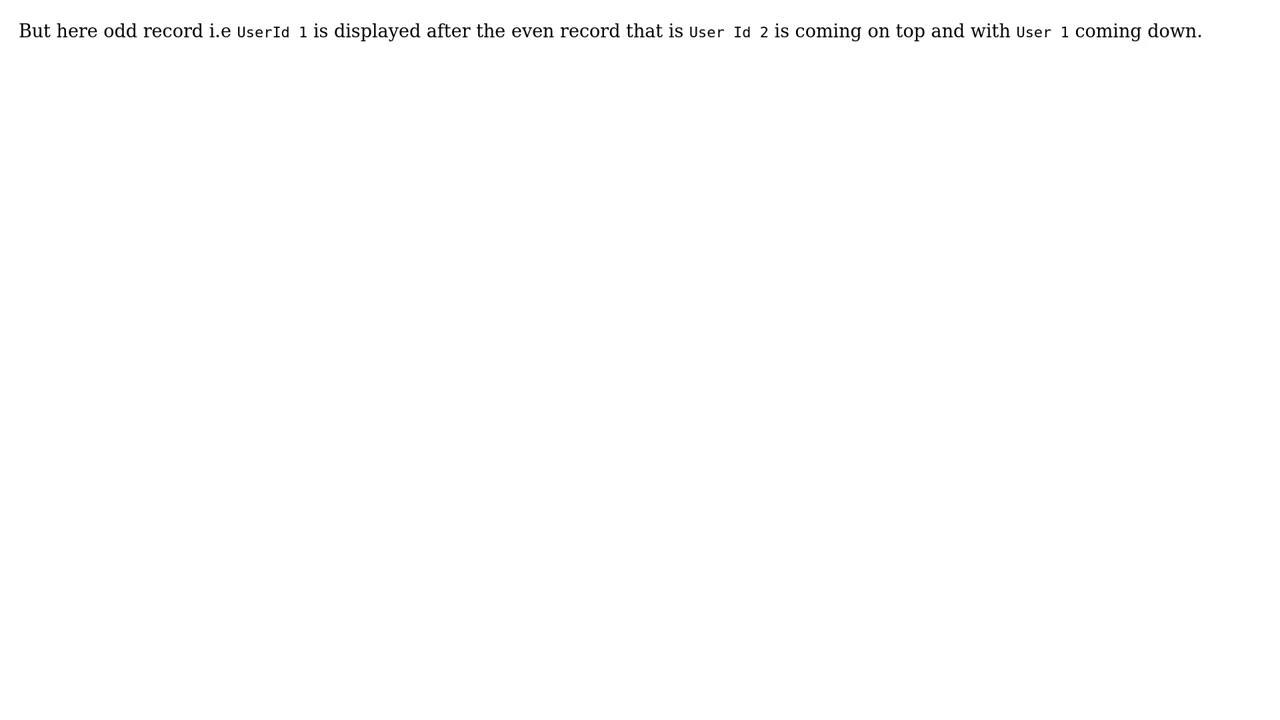 But here odd record i.e UserId 1 is displayed after the even record that is User Id 2 is coming on top and with User 1 coming down.